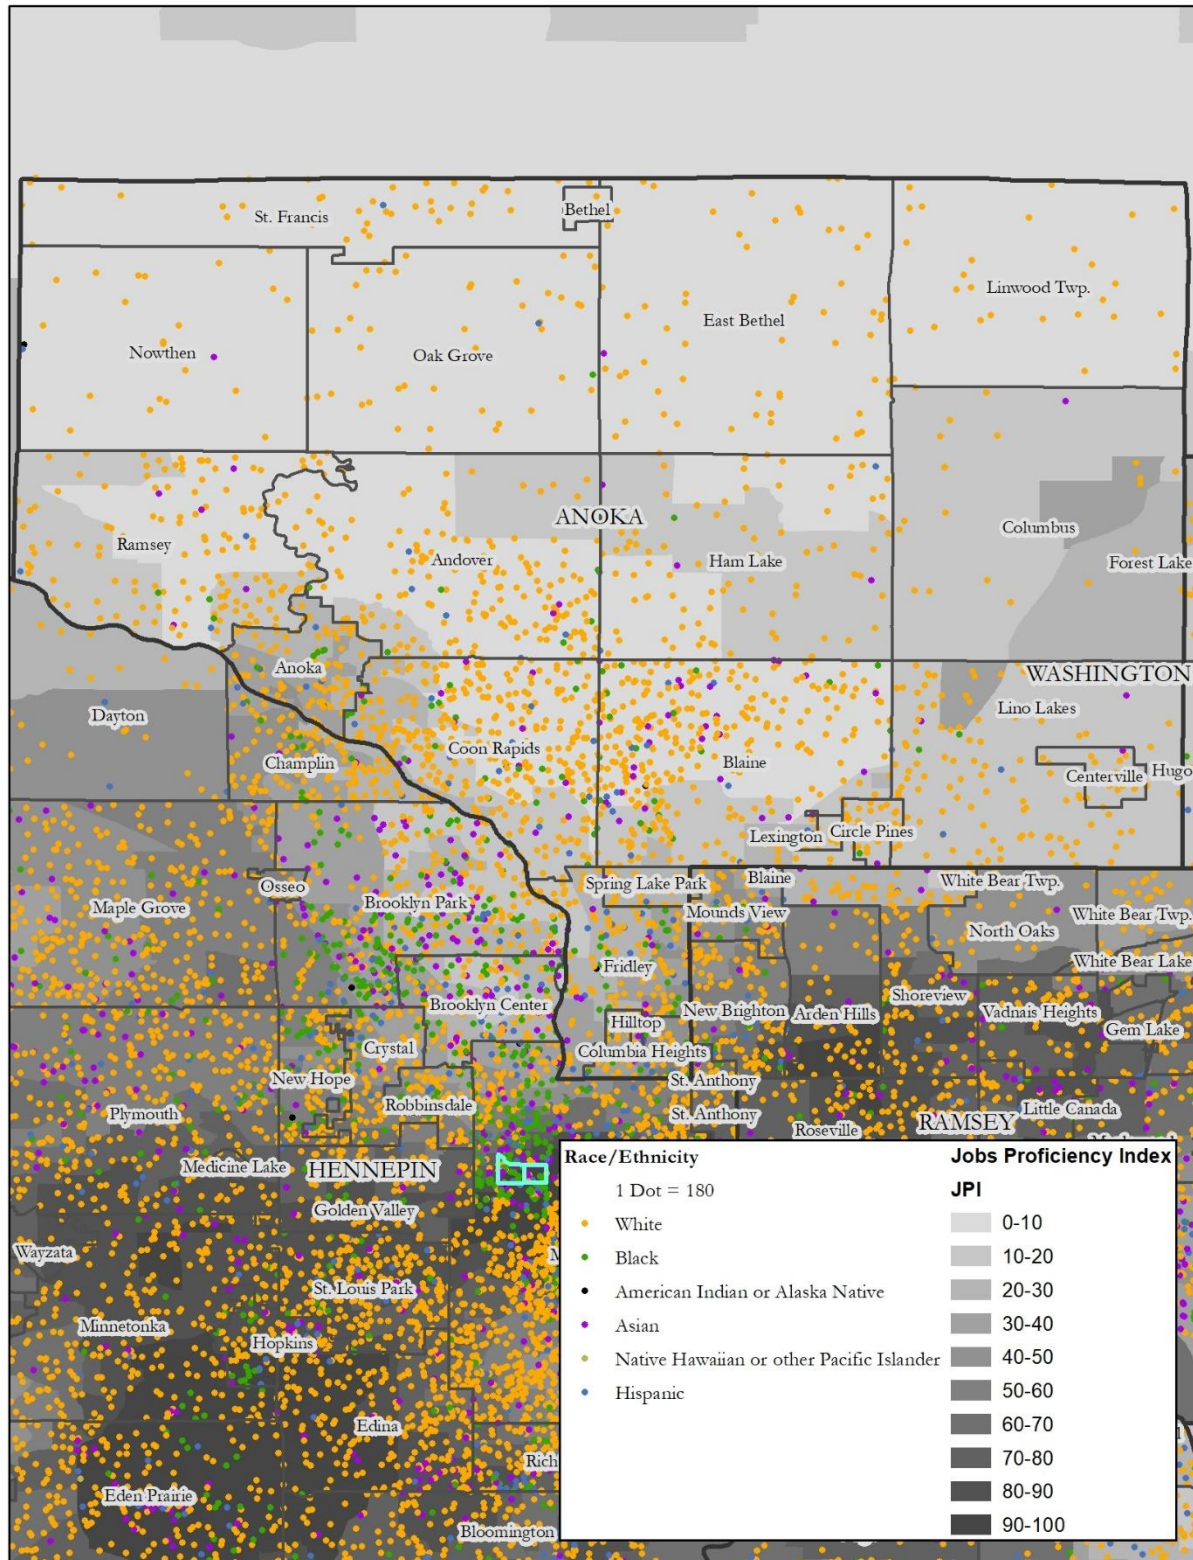 St. Francis
Bethel
Linwood Twp.
East Bethel
Nowthen
Oak Grove
ANOKA
Columbus
Ramsey
Andover
Ham Lake
Forest Lake
Anoka
WASHINGTON
Lino Lakes
Dayton
Coon Rapids
Champlin
Blaine
Centerville
Hugo
Lexington
Circle Pines
Osseo
Spring Lake Park
Blaine
White Bear Twp.
Maple Grove
Brooklyn Park
Mounds View
North Oaks
White Bear Twp.
Fridley
White Bear Lake
Brooklyn Center
Shoreview
New Brighton
Arden Hills
Vadnais Heights
Hilltop
Gem Lake
Crystal
Columbia Heights
New Hope
St. Anthony
Plymouth
Robbinsdale
St. Anthony
Little Canada
Roseville
RAMSEY
Medicine Lake
HENNEPIN
Golden Valley
Wayzata
St. Louis Park
Minnetonka
Hopkins
Edina
Rich
Eden Prairie
Bloomington
Race/Ethnicity
1 Dot = 180
White
Black
American Indian or Alaska Native
Asian
Native Hawaiian or other Pacific Islander
Hispanic
Jobs Proficiency Index
JPI
0-10
10-20
20-30
30-40
40-50
50-60
60-70
70-80
80-90
90-100